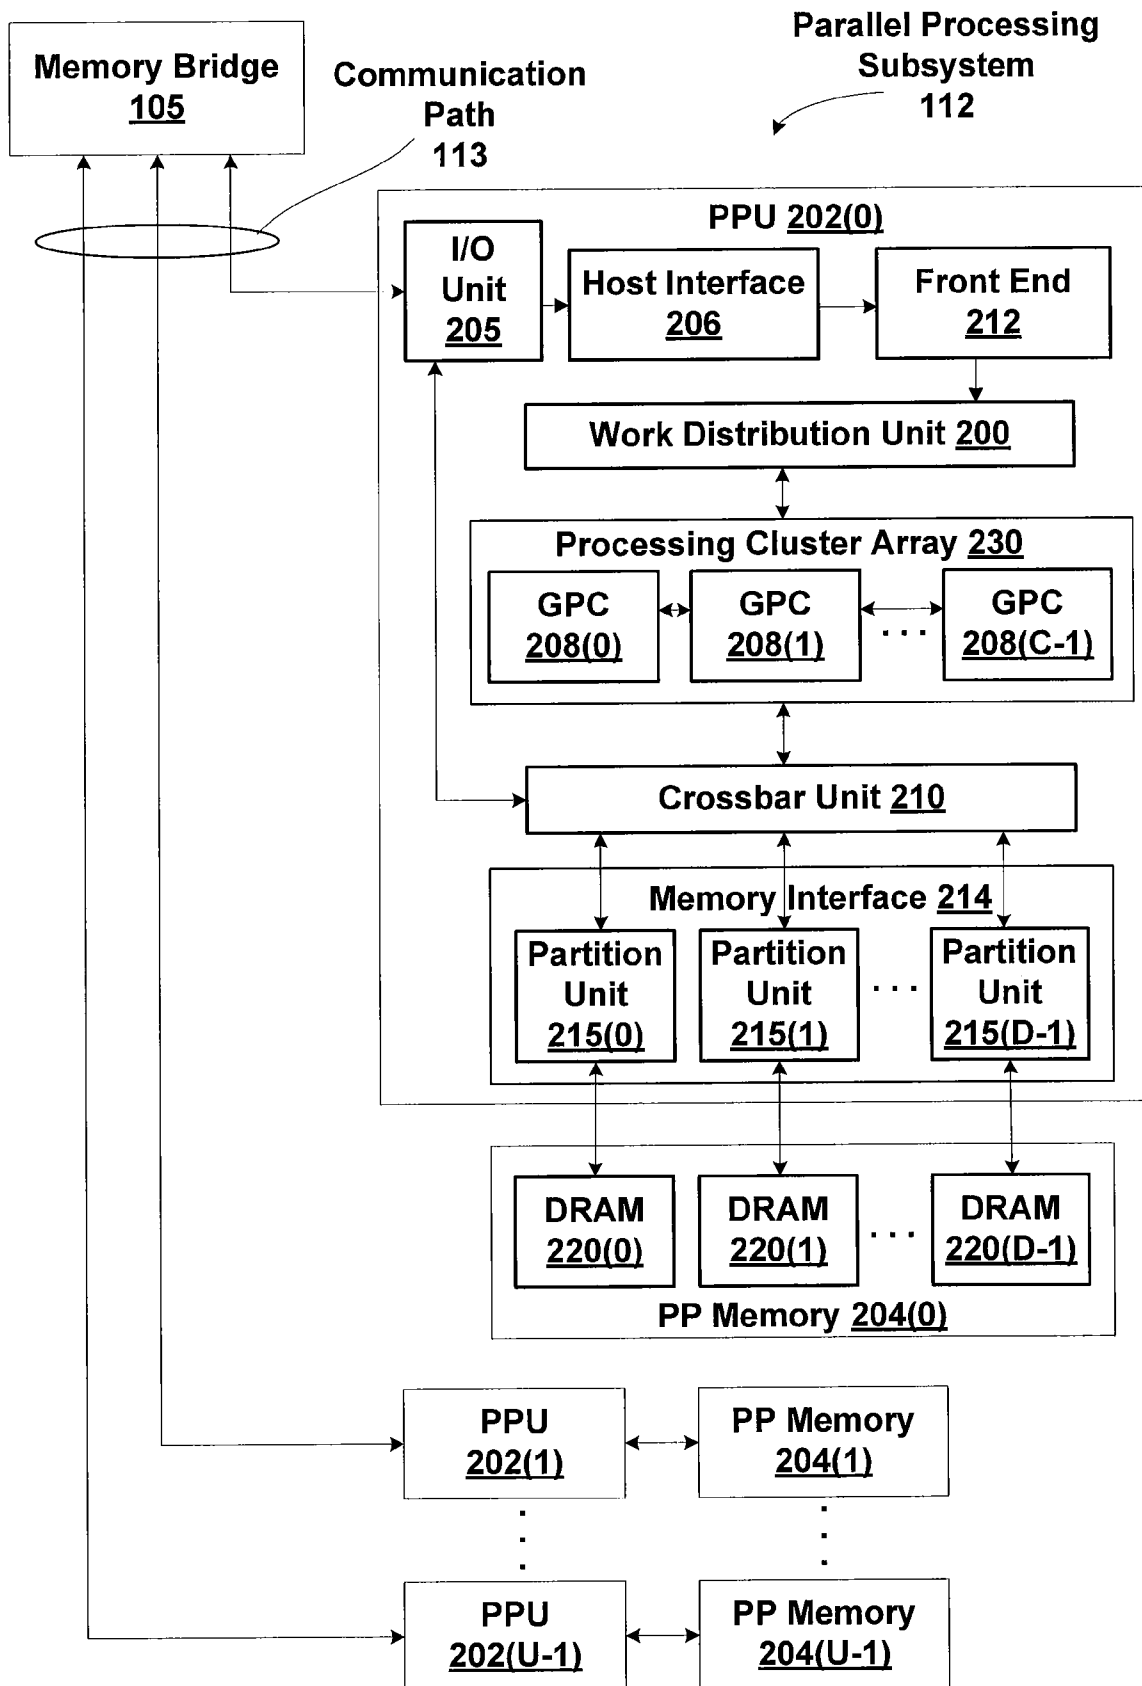 Memory Bridge
105
Communication
Path
113
Parallel Processing
Subsystem
112
PPU 202(0)
I/O
Unit
205
Host Interface
206
Front End
212
Work Distribution Unit 200
Processing Cluster Array 230
GPC
208(0)
GPC
208(1)
. . .
GPC
208(C-1)
Crossbar Unit 210
Memory Interface 214
Partition
Unit
215(0)
Partition
Unit
215(1)
. . .
Partition
Unit
215(D-1)
DRAM
220(0)
DRAM
220(1)
. . .
DRAM
220(D-1)
PP Memory 204(0)
PPU
202(1)
PP Memory
204(1)
PPU
202(U-1)
PP Memory
204(U-1)